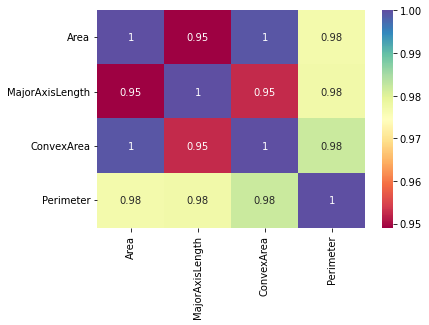 Area 1 0.95 1 0.98
MajorAxisLength 0.95 1 0.95 0.98
ConvexArea 1 0.95 1 0.98
Perimeter 0.98 0.98 0.98 1
Area
MajorAxisLength
ConvexArea
Perimeter
1.00
0.99
0.98
0.97
0.96
0.95